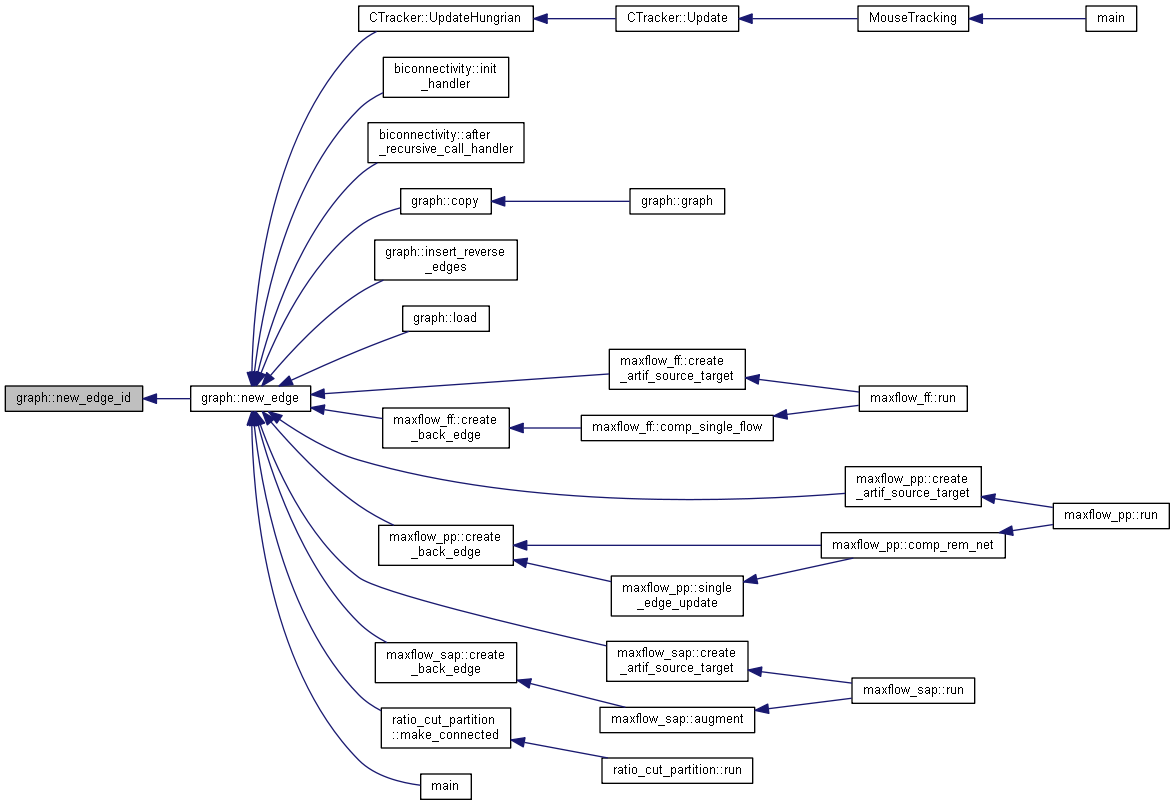 CTracker::UpdateHungrian
CTracker::Update
MouseTracking
main
biconnectivity::init
_handler
biconnectivity::after
_recursive_call_handler
graph::copy
graph::graph
graph::insert_reverse
_edges
graph::load
maxflow_ff::create
_artif_source_target
graph::new_edge_id
graph::new_edge
maxflow_ff::run
maxflow_ff::create
_back_edge
maxflow_ff::comp_single_flow
maxflow_pp::create
_artif_source_target
maxflow_pp::run
maxflow_pp::create
_back_edge
maxflow_pp::comp_rem_net
maxflow_pp::single
_edge_update
maxflow_sap::create
_back_edge
maxflow_sap::create
_artif_source_target
maxflow_sap::run
maxflow_sap::augment
ratio_cut_partition
::make_connected
ratio_cut_partition::run
main